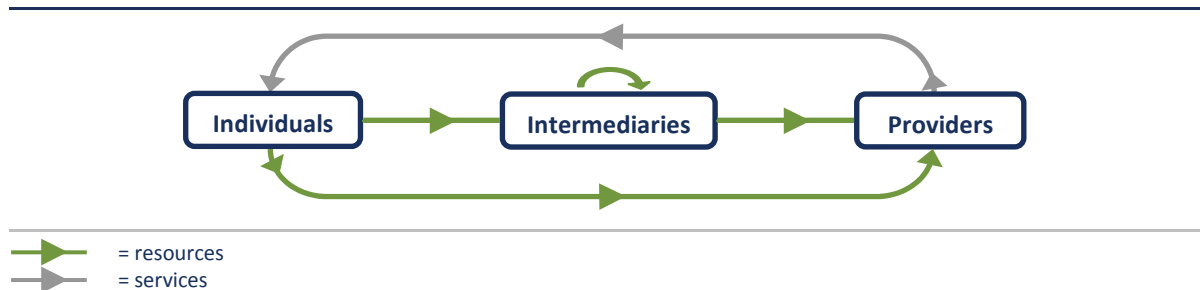 Individuals
Intermediaries
Providers
= resources
= services